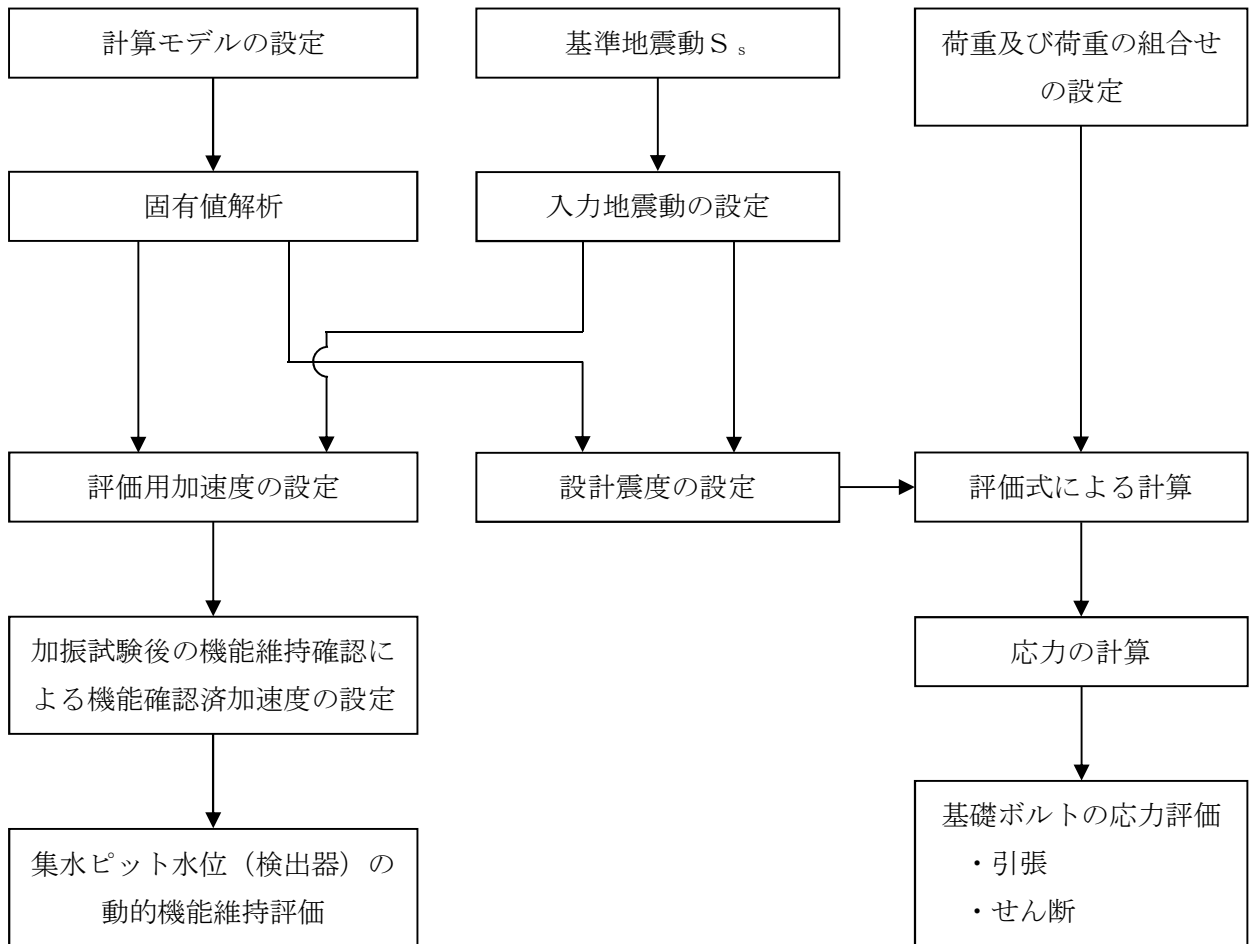 計算モデルの設定
基準地震動Ｓｓ
荷重及び荷重の組合せ
の設定
固有値解析
入力地震動の設定
評価用加速度の設定
設計震度の設定
評価式による計算
加振試験後の機能維持確認に
よる機能確認済加速度の設定
応力の計算
集水ピット水位（検出器）の
動的機能維持評価
基礎ボルトの応力評価
・引張
・せん断